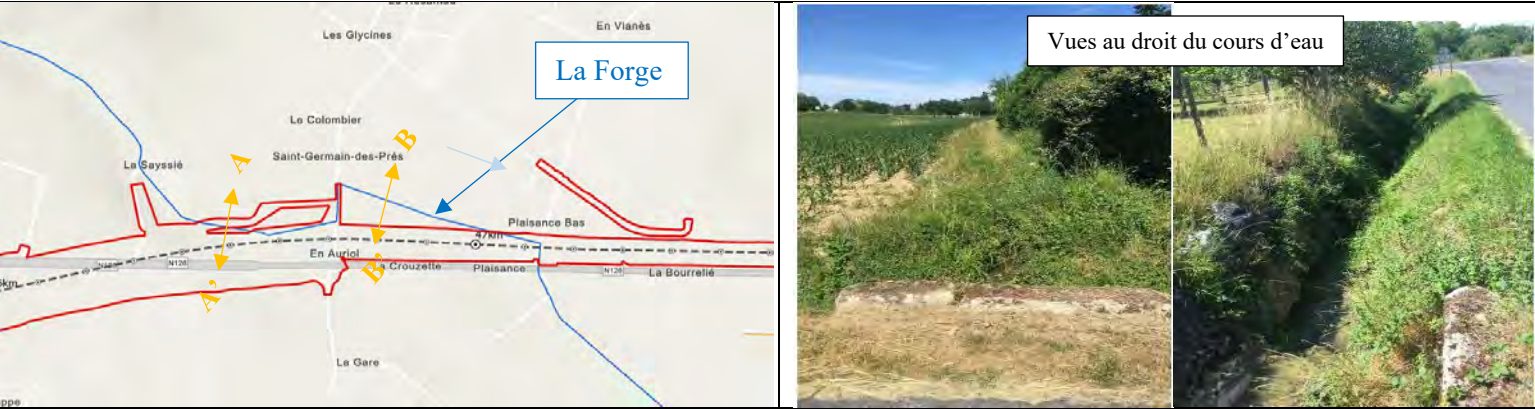 Les Glycines
En Vianès
La Forge
Le Colombier
La Sayssié
A
Saint-Germain-des-Prés
B
Plaisance Bas
47km
En Auriol
N126
B'
Crouzette
Plaisance
N126
La Bourrelié
A'
La Gare
Vues au droit du cours d'eau